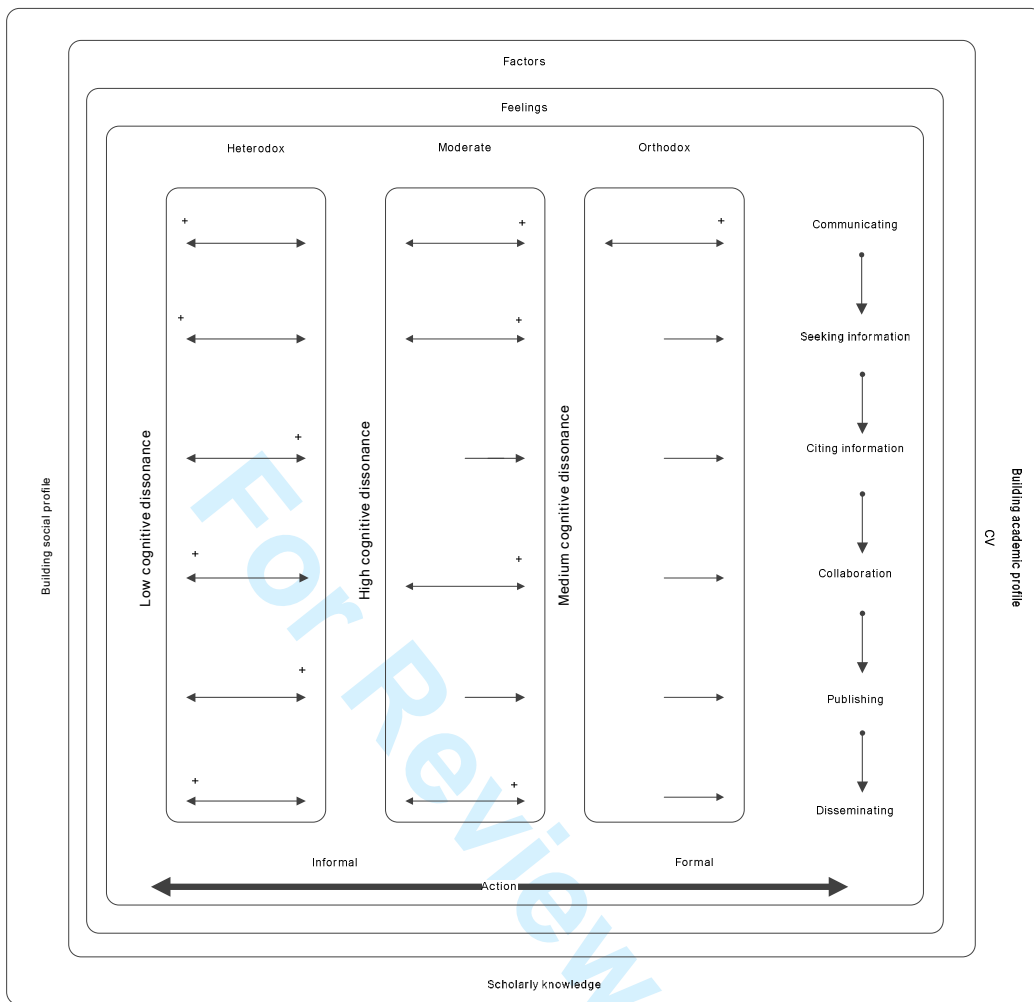 Factors
Feelings
Heterodox
Moderate
Orthodox
+
+
+
Communicating
+
+
Seeking information
+
Citing information
+
+
Collaboration
+
Publishing
+
+
Disseminating
Low cognitive dissonance
High cognitive dissonance
Medium cognitive dissonance
Building social profile
CV
Building academic profile
Informal
Formal
Action
Scholarly knowledge
For Review